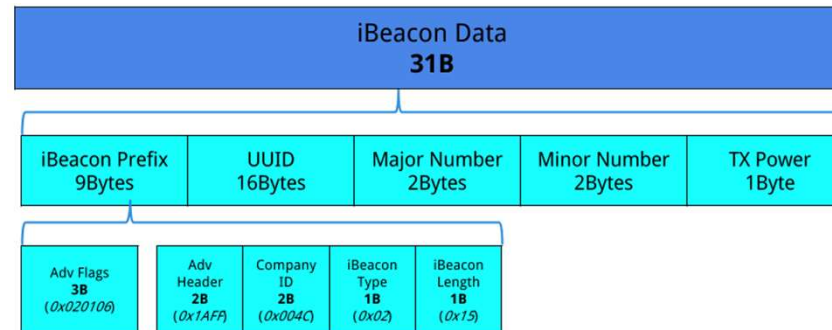 iBeacon Data
31B
iBeacon Prefix
9Bytes
UUID
16Bytes
Major Number
2Bytes
Minor Number
2Bytes
TX Power
1Byte
Adv Flags
3B
(0x020106)
Adv
Header
2B
(0x1AFF)
Company
ID
2B
(0x004C)
iBeacon
Type
1B
(0x02)
iBeacon
Length
1B
(0x15)